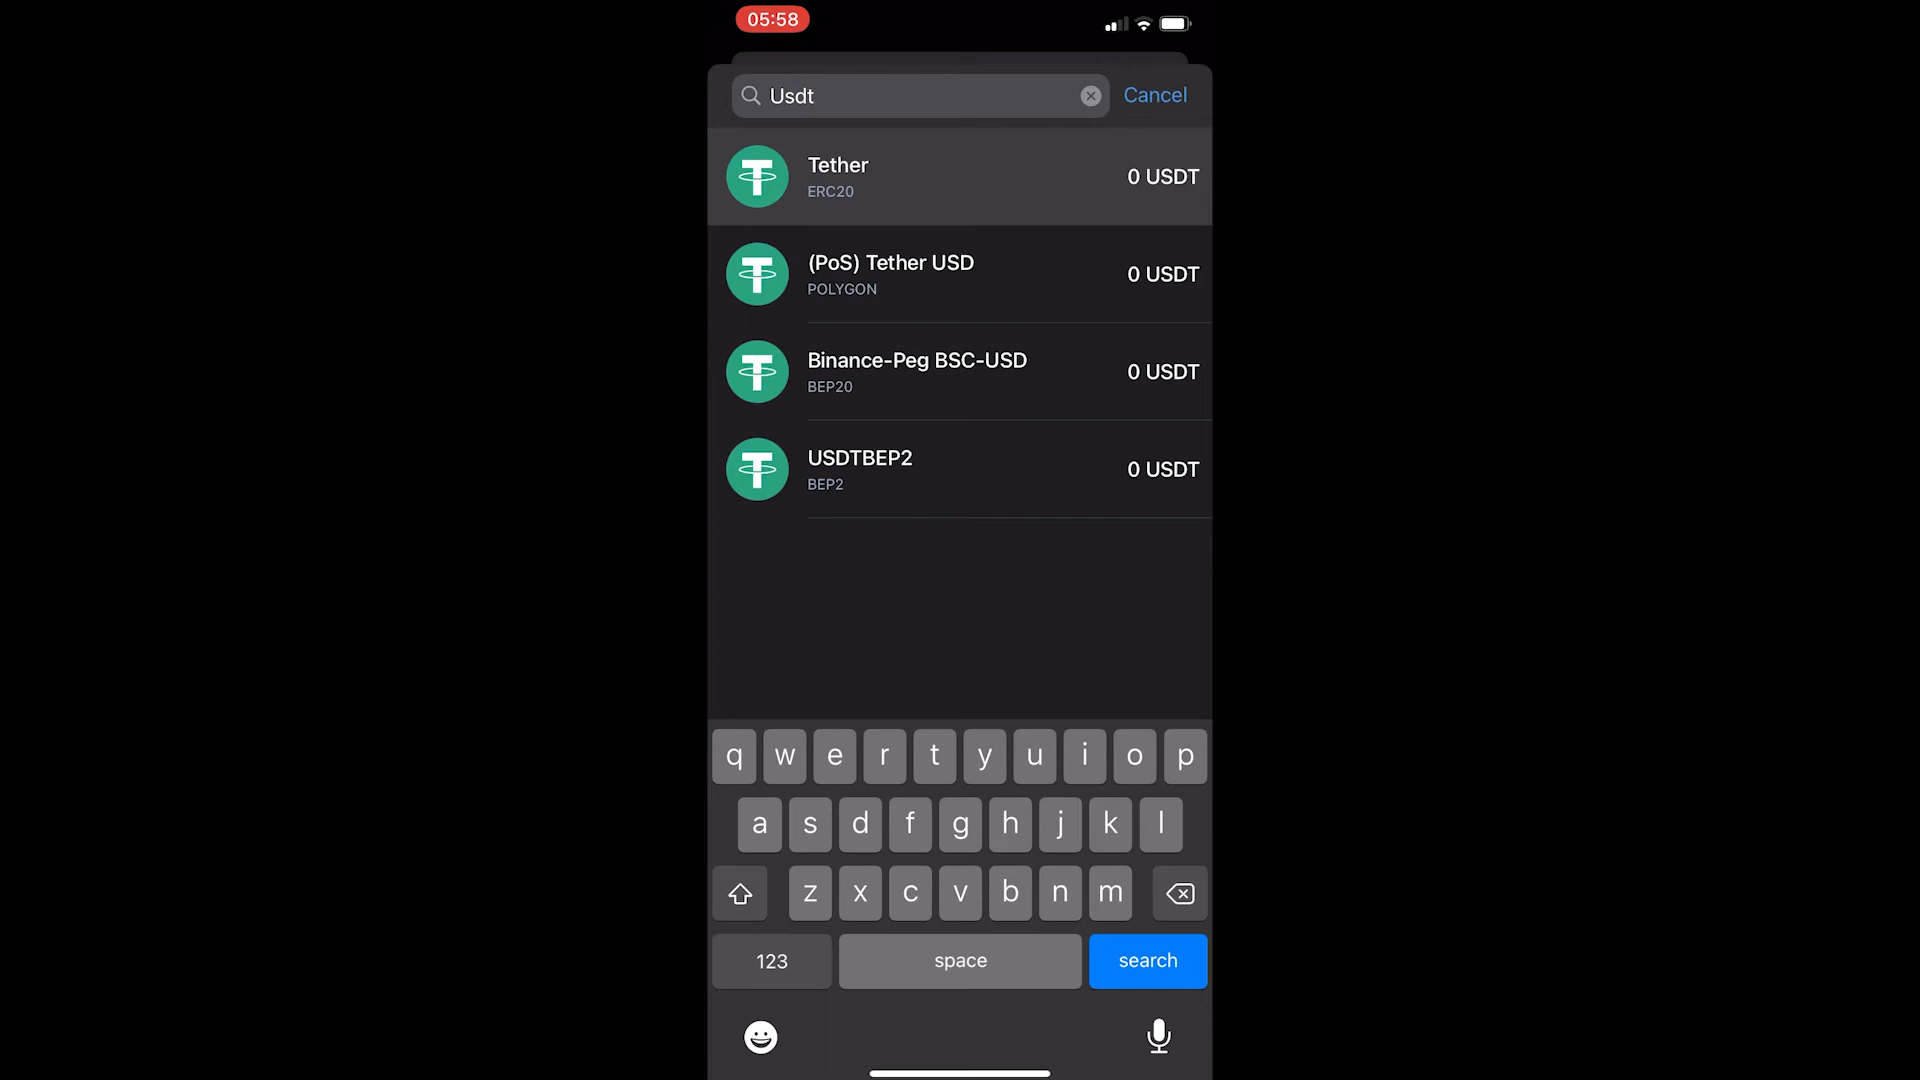 05:58
Usdt
Cancel
Tether
ERC20
0 USDT
(PoS) Tether USD
POLYGON
0 USDT
Binance-Peg BSC-USD
BEP20
0 USDT
USDTBEP2
BEP2
0 USDT
q w e r t y u i o p
a s d f g h j k l
z x c v b n m
123 space search